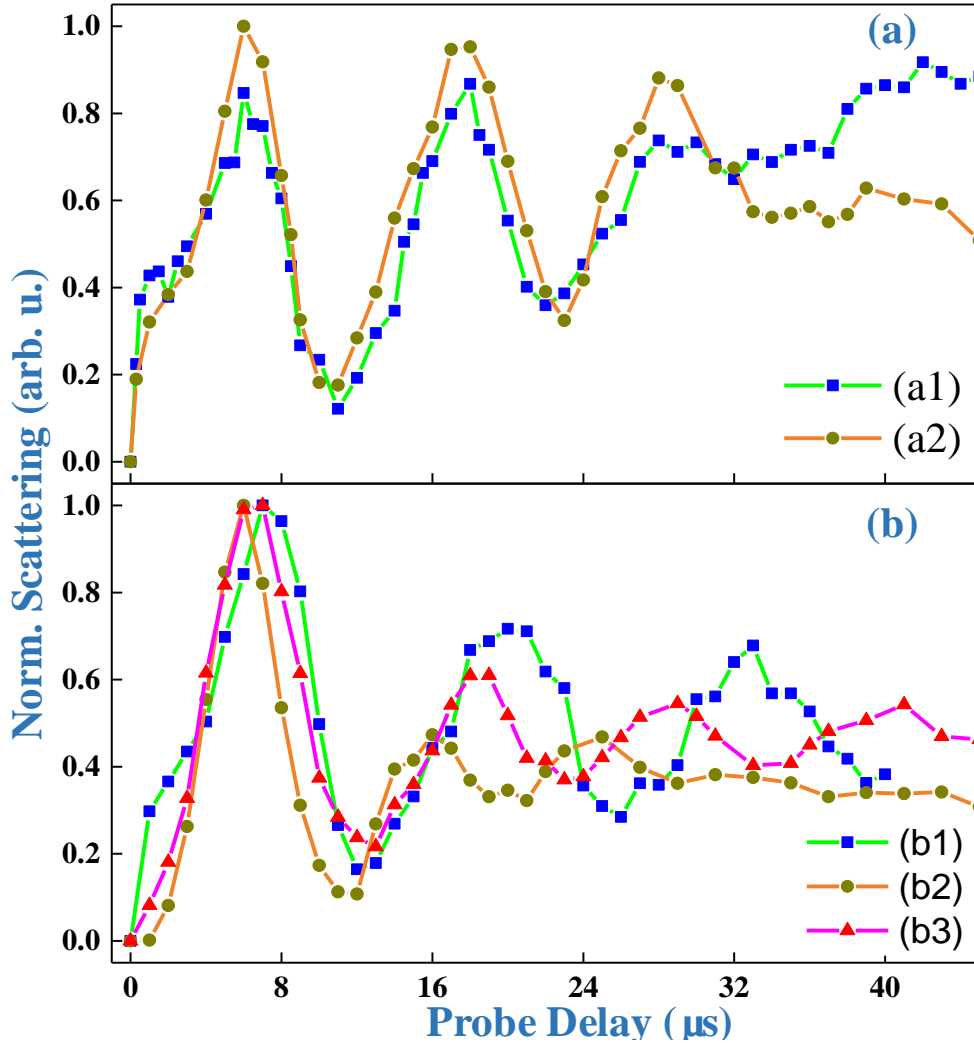 (a)
1.0
0.8
0.6
0.4
0.2
0.0
(a1)
(a2)
Norm. Scattering (arb. u.)
(b)
1.0
0.8
0.6
0.4
0.2
0.0
(b1)
(b2)
(b3)
0 8 16 24 32 40
Probe Delay (μs)